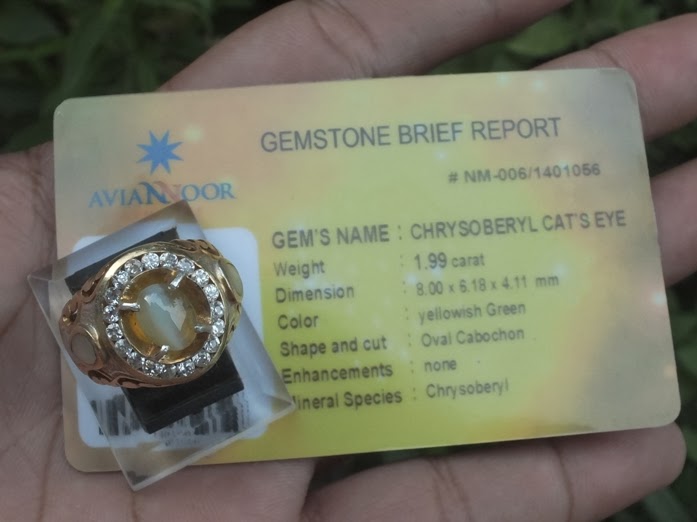 GEMSTONE BRIEF REPORT
# NM-006/1401056
AVIANNOOR
GEM'S NAME : CHRYSOBERYL CAT'S EYE
Weight : 1.99 carat
Dimension : 8.00 x 6.18 x 4.11 mm
Color : yellowish Green
Shape and cut : Oval Cabochon
Enhancements : none
Mineral Species : Chrysoberyl